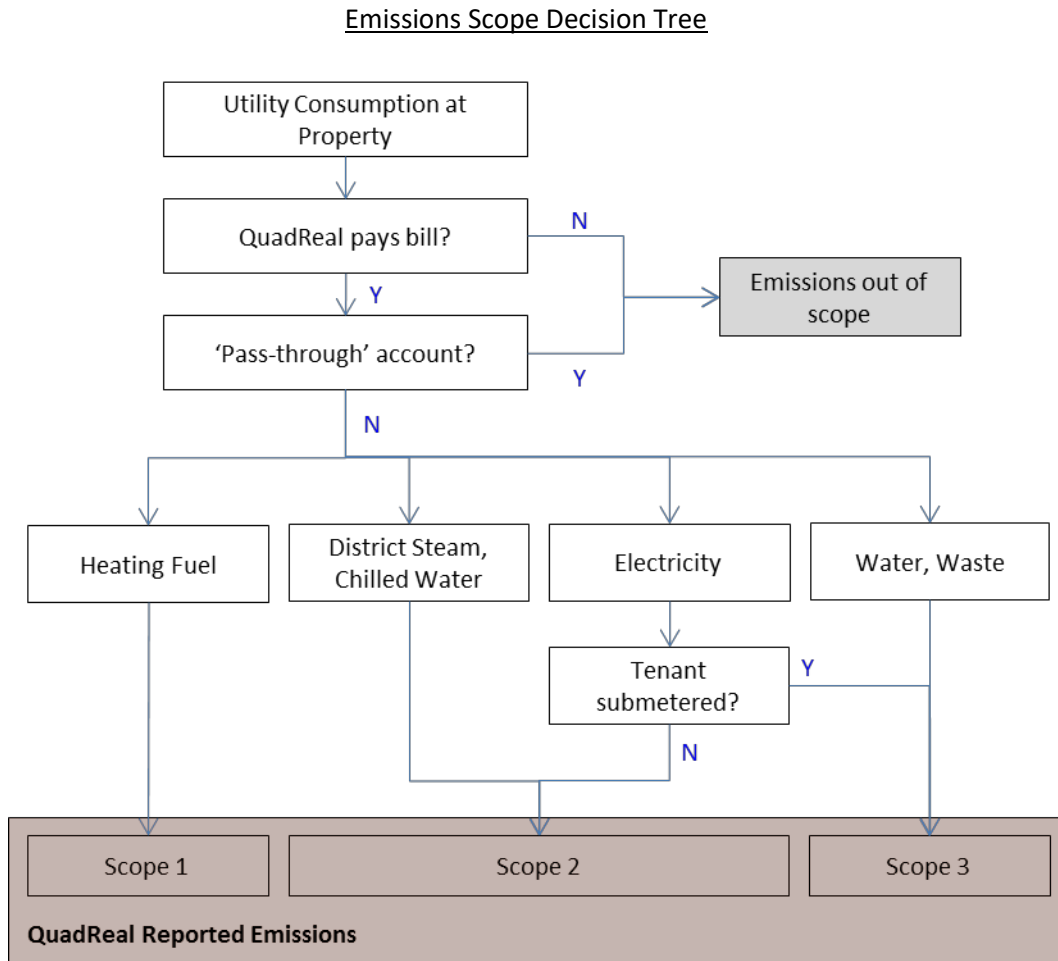 Emissions Scope Decision Tree
Utility Consumption at
Property
QuadReal pays bill?
N
Emissions out of
scope
Y
‘Pass-through’ account?
Y
N
Heating Fuel
District Steam,
Chilled Water
Electricity
Water, Waste
Tenant
submetered?
Y
N
Scope 1
Scope 2
Scope 3
QuadReal Reported Emissions